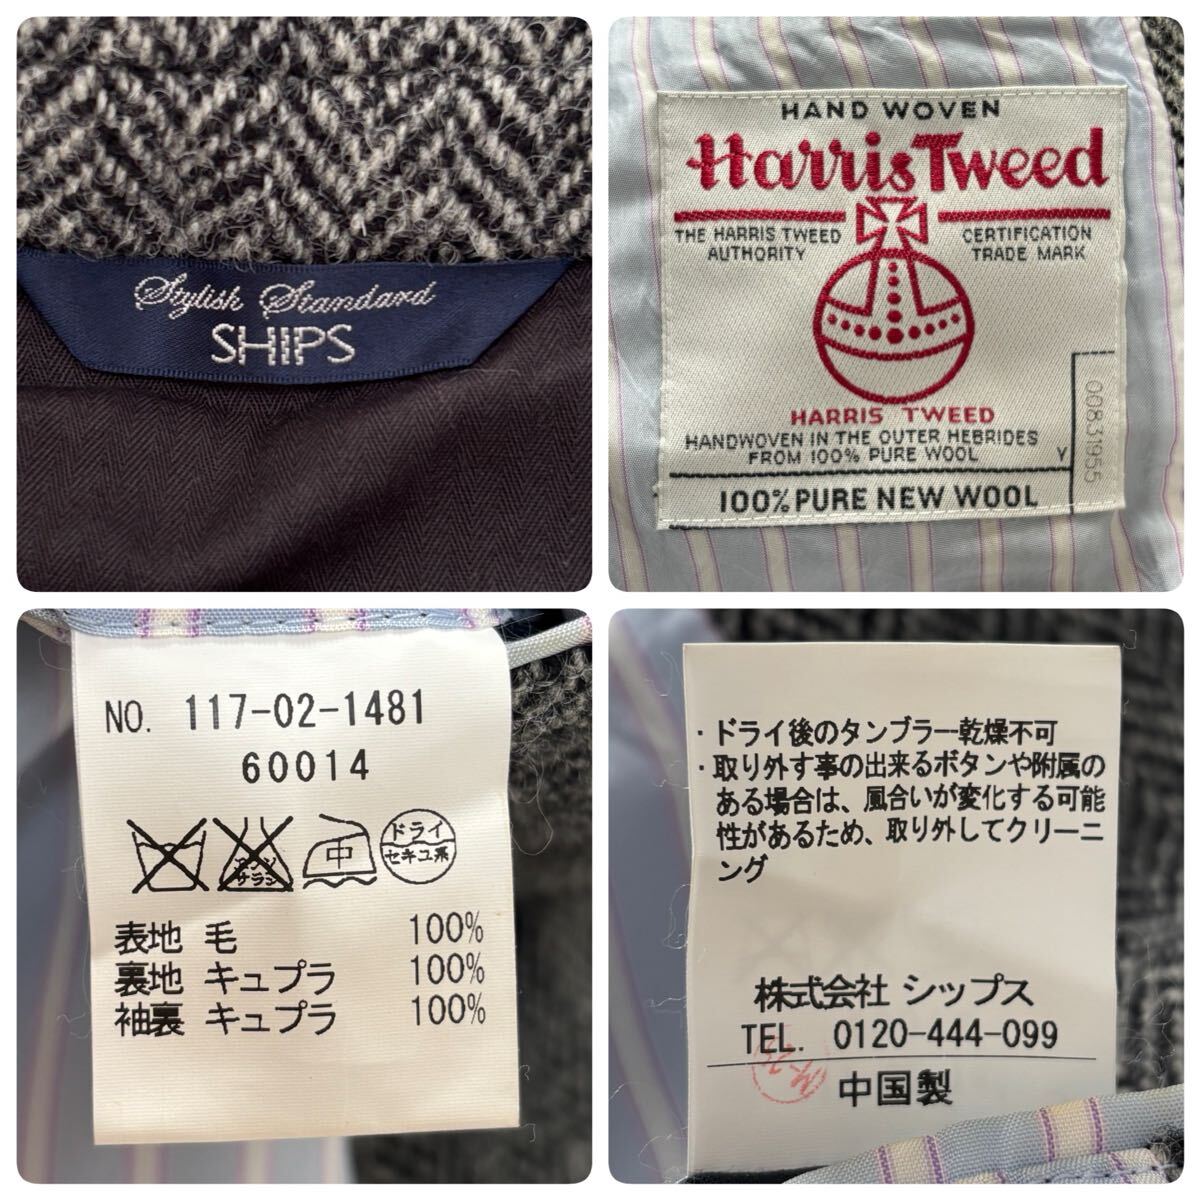 Stylish Standard
SHIPS
HAND WOVEN
Harris Tweed
THE HARRIS TWEED AUTHORITY
CERTIFICATION TRADE MARK
HARRIS TWEED
HANDWOVEN IN THE OUTER HEBRIDES
FROM 100% PURE WOOL
Y
00831955
100% PURE NEW WOOL
NO. 117-02-1481
60014
エンソ サラシ
中
ドライ
セキユ系
表地 毛 100%
裏地 キュプラ 100%
袖裏 キュプラ 100%
・ドライ後のタンブラー乾燥不可
・取り外す事の出来るボタンや附属の
ある場合は、風合いが変化する可能
性があるため、取り外してクリーニ
ング
株式会社 シップス
TEL. 0120-444-099
中国製